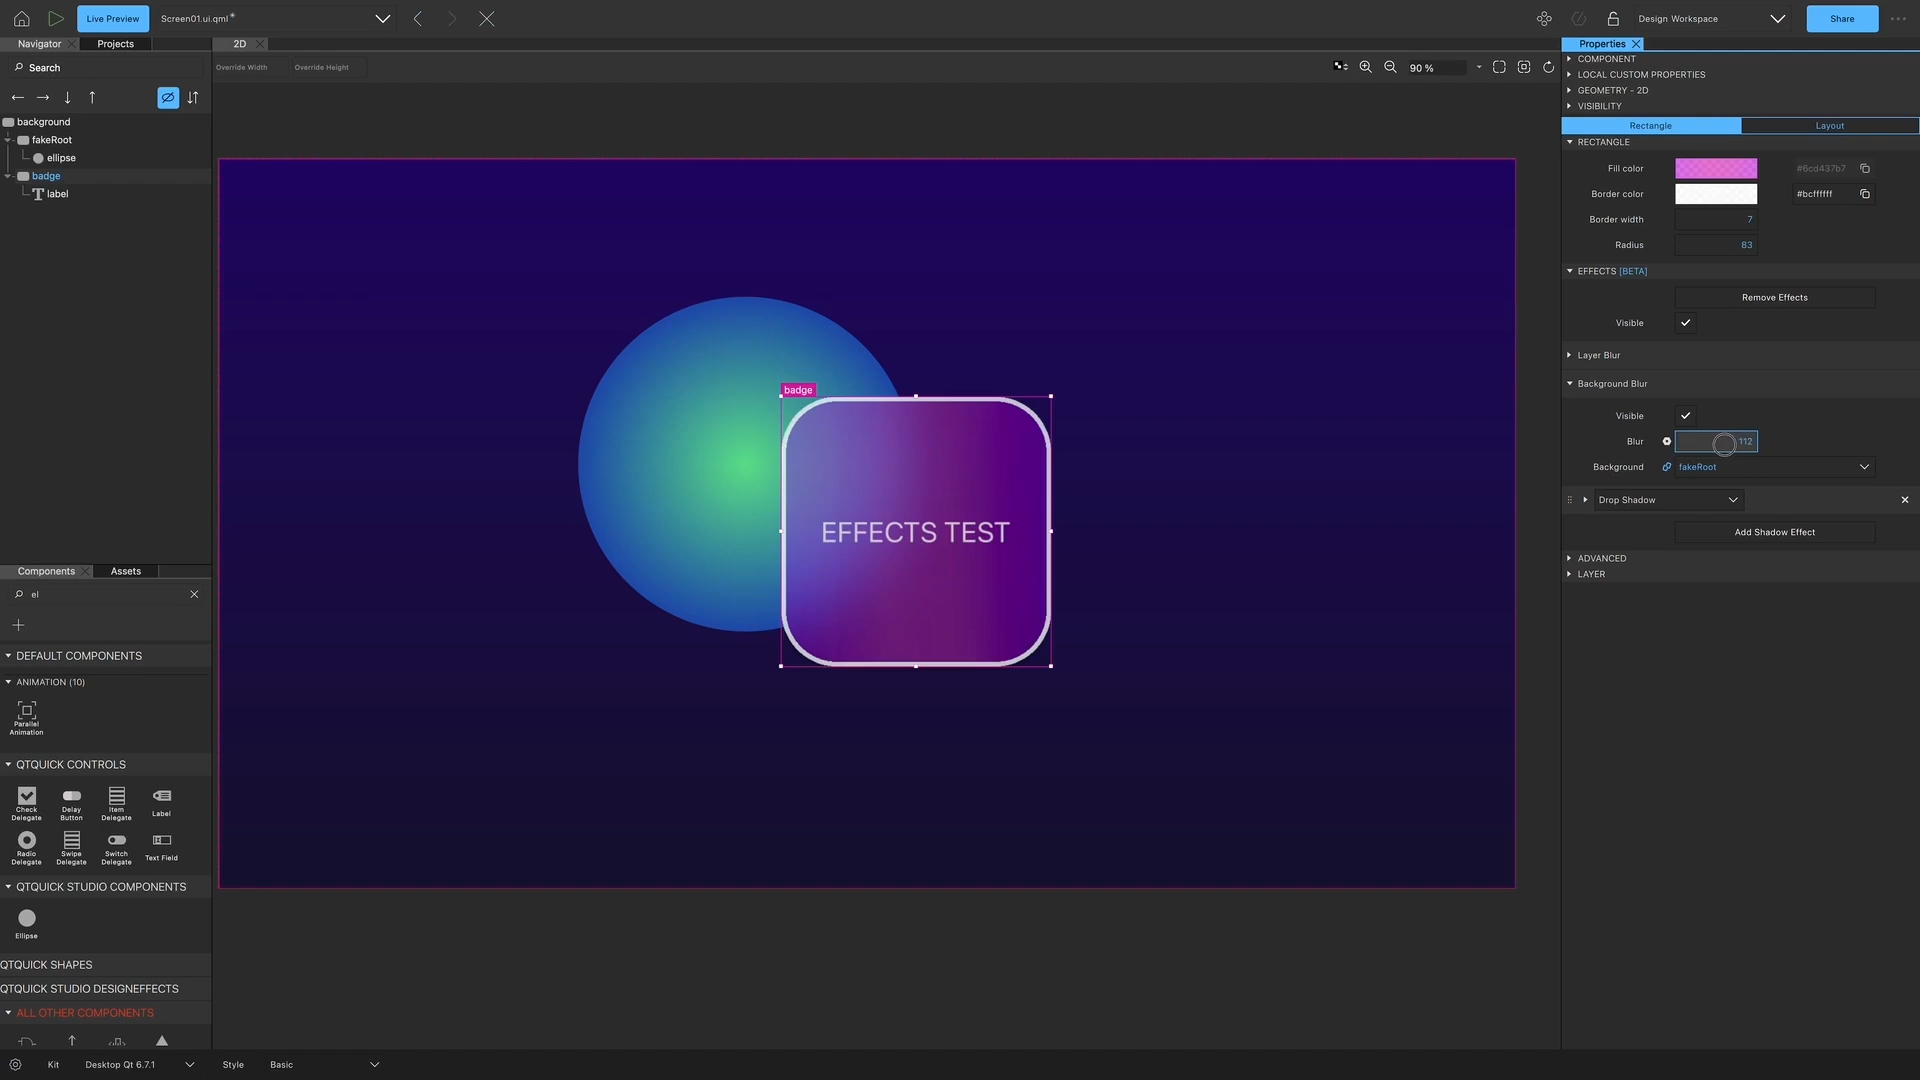 Live Preview
Screen01.ui.qml*
Design Workspace
Share
Navigator
Projects
2D
Properties
Search
Override Width
Override Height
90 %
COMPONENT
LOCAL CUSTOM PROPERTIES
GEOMETRY - 2D
VISIBILITY
background
fakeRoot
ellipse
badge
label
Rectangle
Layout
RECTANGLE
Fill color
#6cd437b7
Border color
#bcffffff
Border width
7
Radius
83
EFFECTS [BETA]
Remove Effects
Visible
Layer Blur
Background Blur
Visible
Blur
112
Background
fakeRoot
Drop Shadow
Add Shadow Effect
ADVANCED
LAYER
badge
EFFECTS TEST
Components
Assets
el
DEFAULT COMPONENTS
ANIMATION (10)
Parallel
Animation
QTQUICK CONTROLS
Check
Delegate
Delay
Button
Item
Delegate
Label
Radio
Delegate
Swipe
Delegate
Switch
Delegate
Text Field
QTQUICK STUDIO COMPONENTS
Ellipse
QTQUICK SHAPES
QTQUICK STUDIO DESIGNEFFECTS
ALL OTHER COMPONENTS
Kit
Desktop Qt 6.7.1
Style
Basic